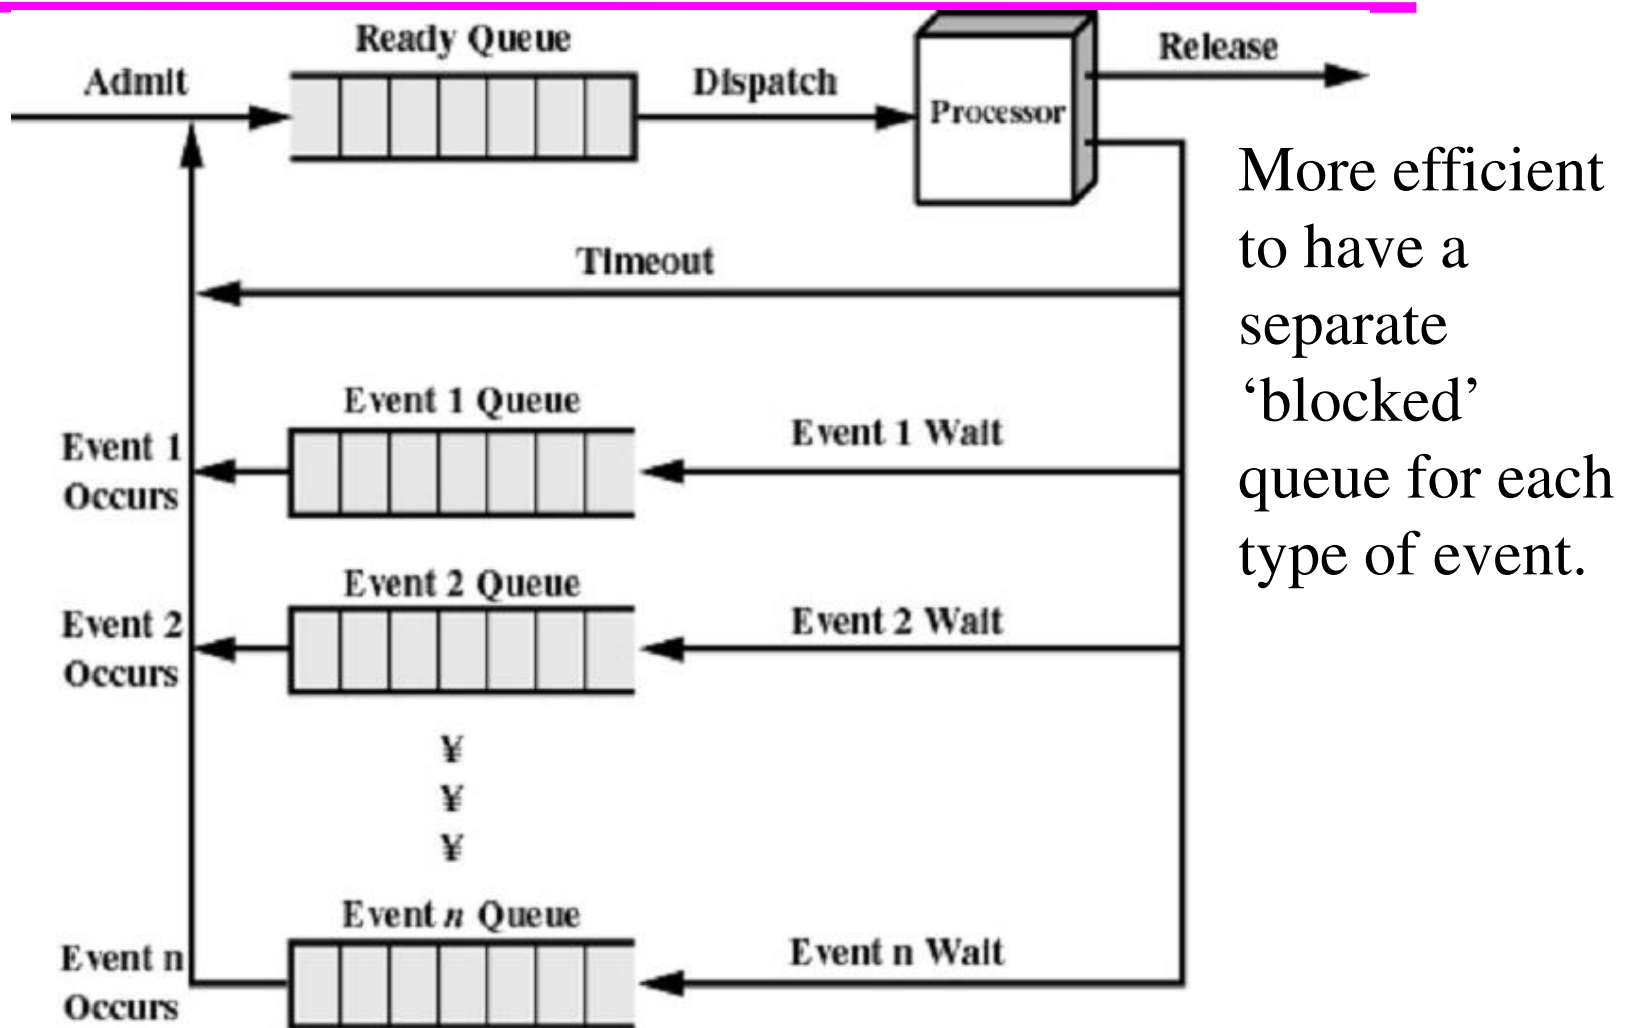 Ready Queue
Admit
Dispatch
Processor
Release
Timeout
Event 1 Queue
Event 1
Occurs
Event 1 Wait
Event 2 Queue
Event 2
Occurs
Event 2 Wait
¥
¥
¥
Event n Queue
Event n
Occurs
Event n Wait
More efficient
to have a
separate
‘blocked’
queue for each
type of event.